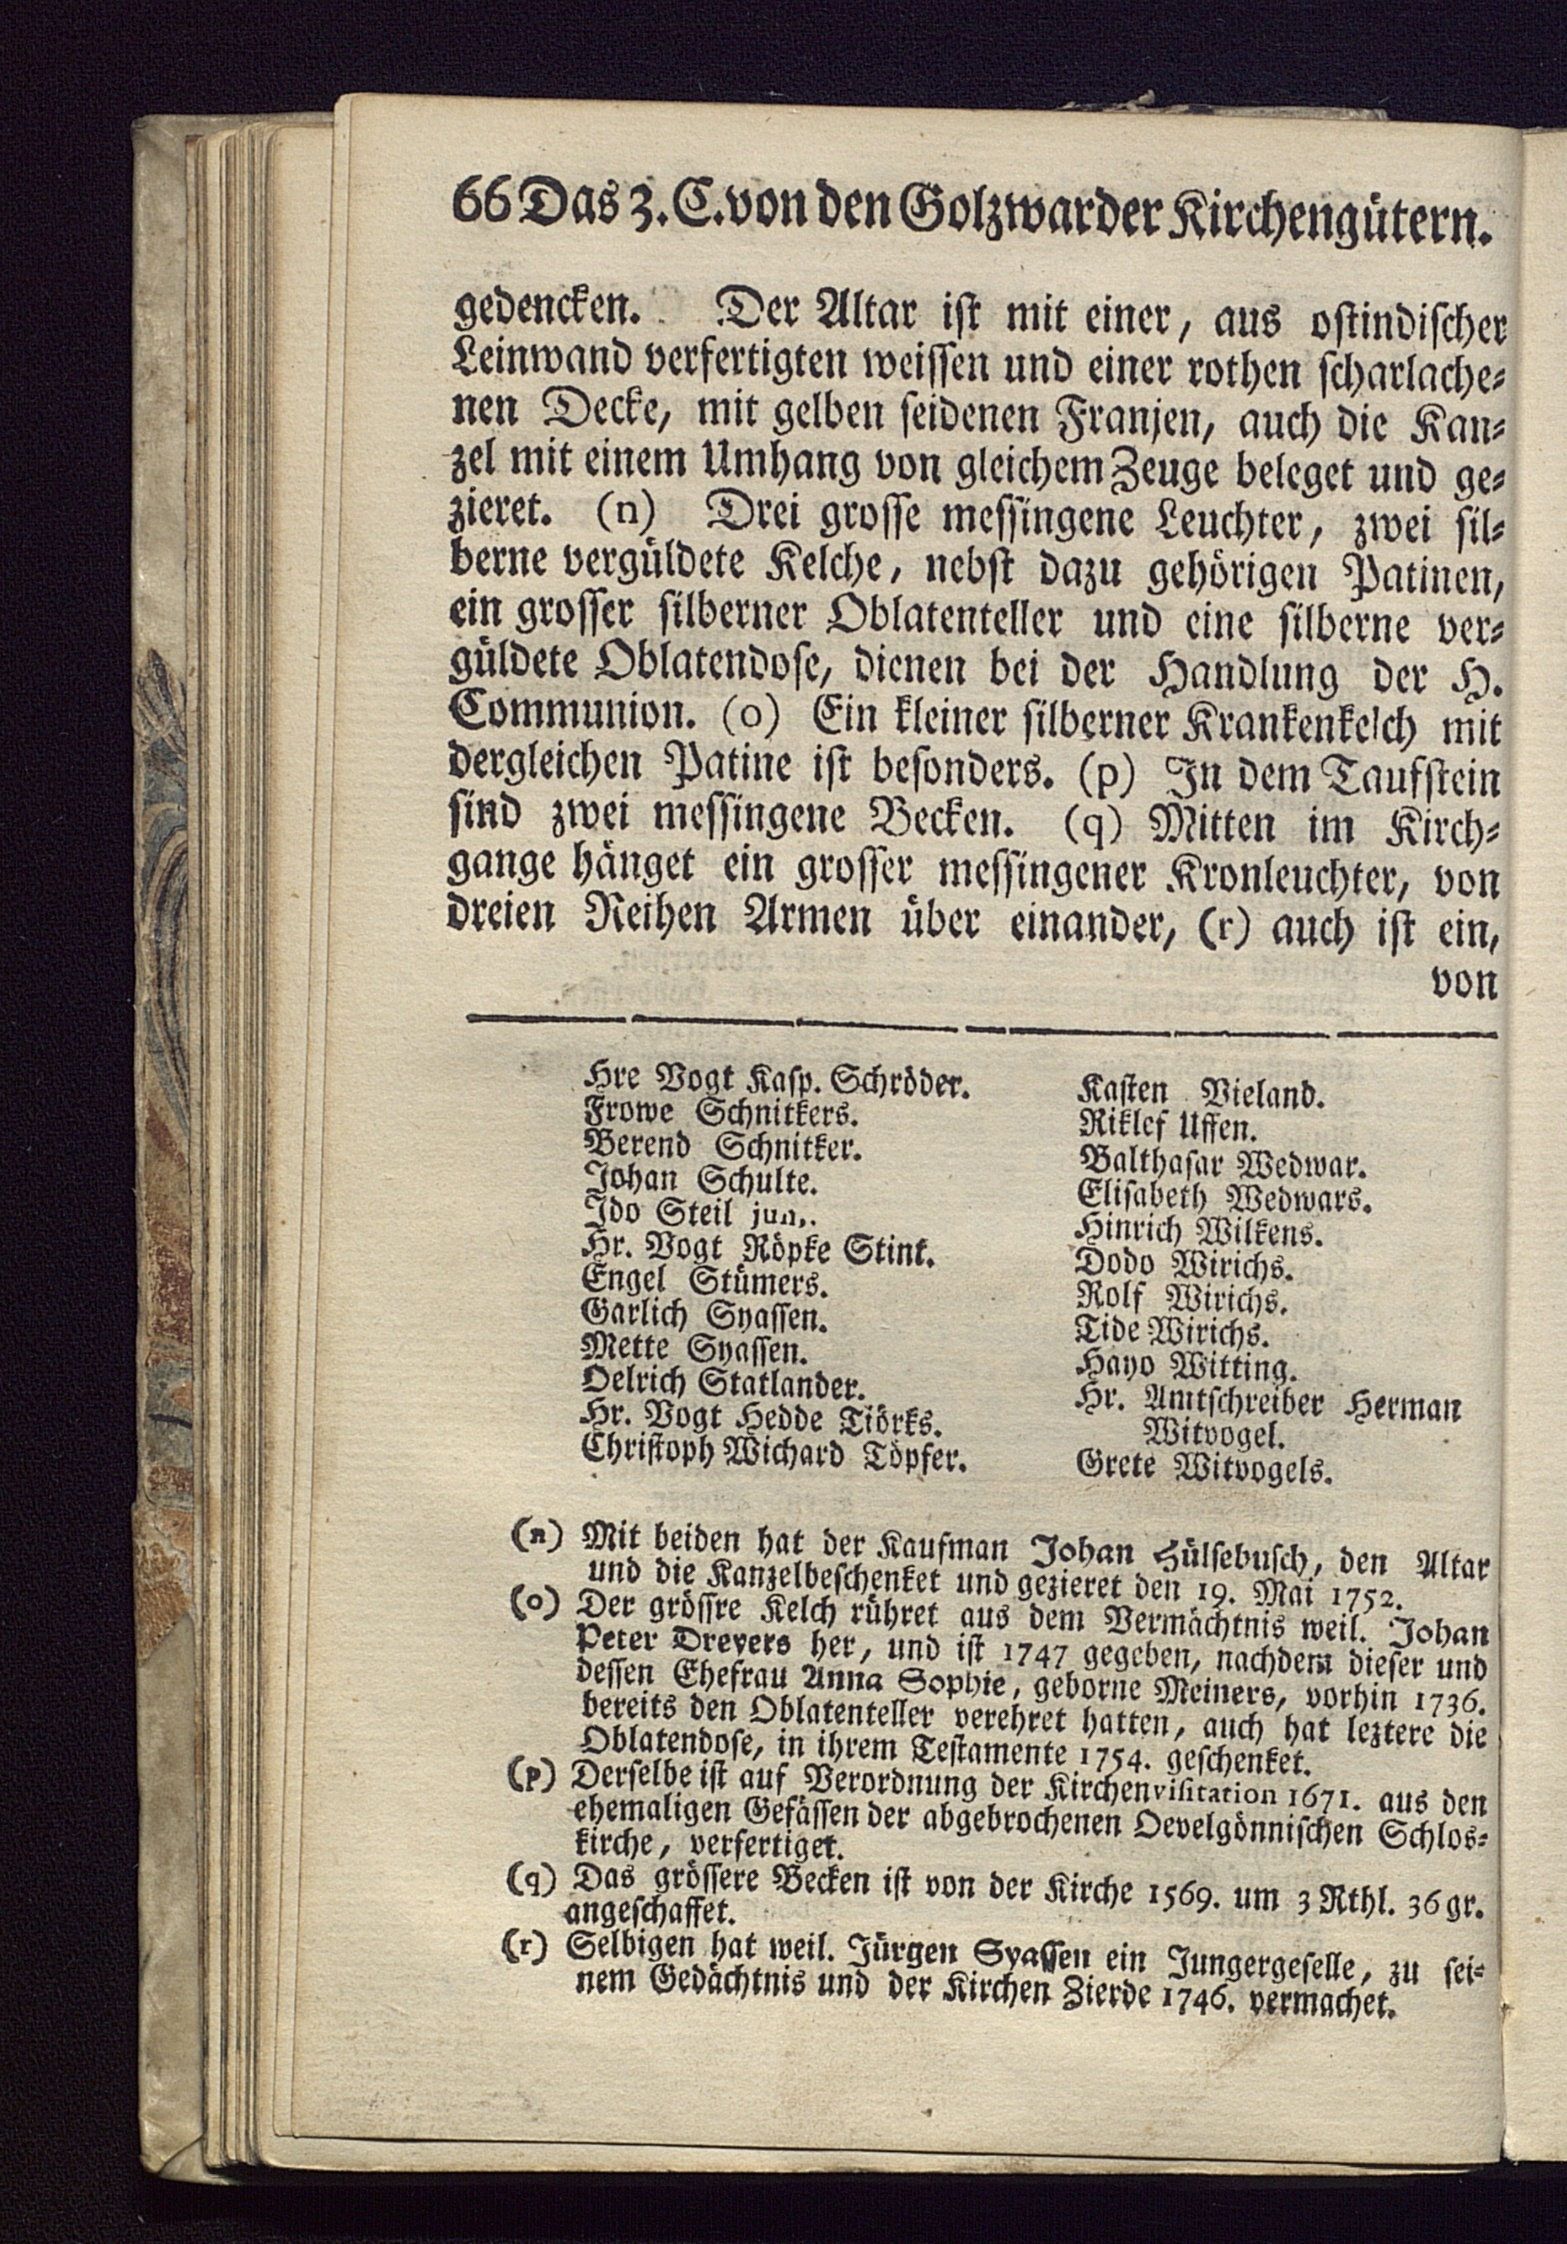 66 Das 3. C. von den Golzwarder Kirchengütern.
gedencken. Der Altar ist mit einer, aus ostindischer
Leinwand verfertigten weissen und einer rothen scharlache-
nen Decke, mit gelben seidenen Franjen, auch die Kan-
zel mit einem Umhang von gleichem Zeuge beleget und ge-
zieret. (n) Drei grosse messingene Leuchter, zwei sil-
berne vergüldete Kelche, nebst dazu gehörigen Patinen,
ein grosser silberner Oblatenteller und eine silberne ver-
güldete Oblatendose, dienen bei der Handlung der H.
Communion. (o) Ein kleiner silberner Krankenkelch mit
dergleichen Patine ist besonders. (p) In dem Taufstein
sind zwei messingene Becken. (q) Mitten im Kirch-
gange hänget ein grosser messingener Kronleuchter, von
dreien Reihen Armen über einander, (r) auch ist ein,
von
Hre Vogt Kasp. Schröder.
Frowe Schnitkers.
Berend Schnitker.
Johan Schulte.
Ido Steil jun.
Hr. Vogt Röpke Stint.
Engel Stümers.
Garlich Syassen.
Mette Syassen.
Oelrich Statlander.
Hr. Vogt Hedde Tiörks.
Christoph Wichard Töpfer.
Kasten Vieland.
Riklef Uffen.
Balthasar Wedwar.
Elisabeth Wedwars.
Hinrich Wilkens.
Dodo Wirichs.
Rolf Wirichs.
Tide Wirichs.
Hayo Witting.
Hr. Amtschreiber Herman
Witvogel.
Grete Witvogels.
(n) Mit beiden hat der Kaufman Johan Hülsebusch, den Altar
und die Kanzelbeschenket und gezieret den 19. Mai 1752.
(o) Der grössre Kelch rühret aus dem Vermächtnis weil. Johan
Peter Drevers her, und ist 1747 gegeben, nachdem dieser und
dessen Ehefrau Anna Sophie, geborne Meiners, vorhin 1736.
bereits den Oblatenteller verehret hatten, auch hat leztere die
Oblatendose, in ihrem Testamente 1754. geschenket.
(p) Derselbe ist auf Verordnung der Kirchenvisitation 1671. aus den
ehemaligen Gefässen der abgebrochenen Oevelgönnischen Schlos-
kirche, verfertiget.
(q) Das grössere Becken ist von der Kirche 1569. um 3 Rthl. 36 gr.
angeschaffet.
(r) Selbigen hat weil. Jürgen Syassen ein Jungergeselle, zu sei-
nem Gedächtnis und der Kirchen Zierde 1746. vermachet.